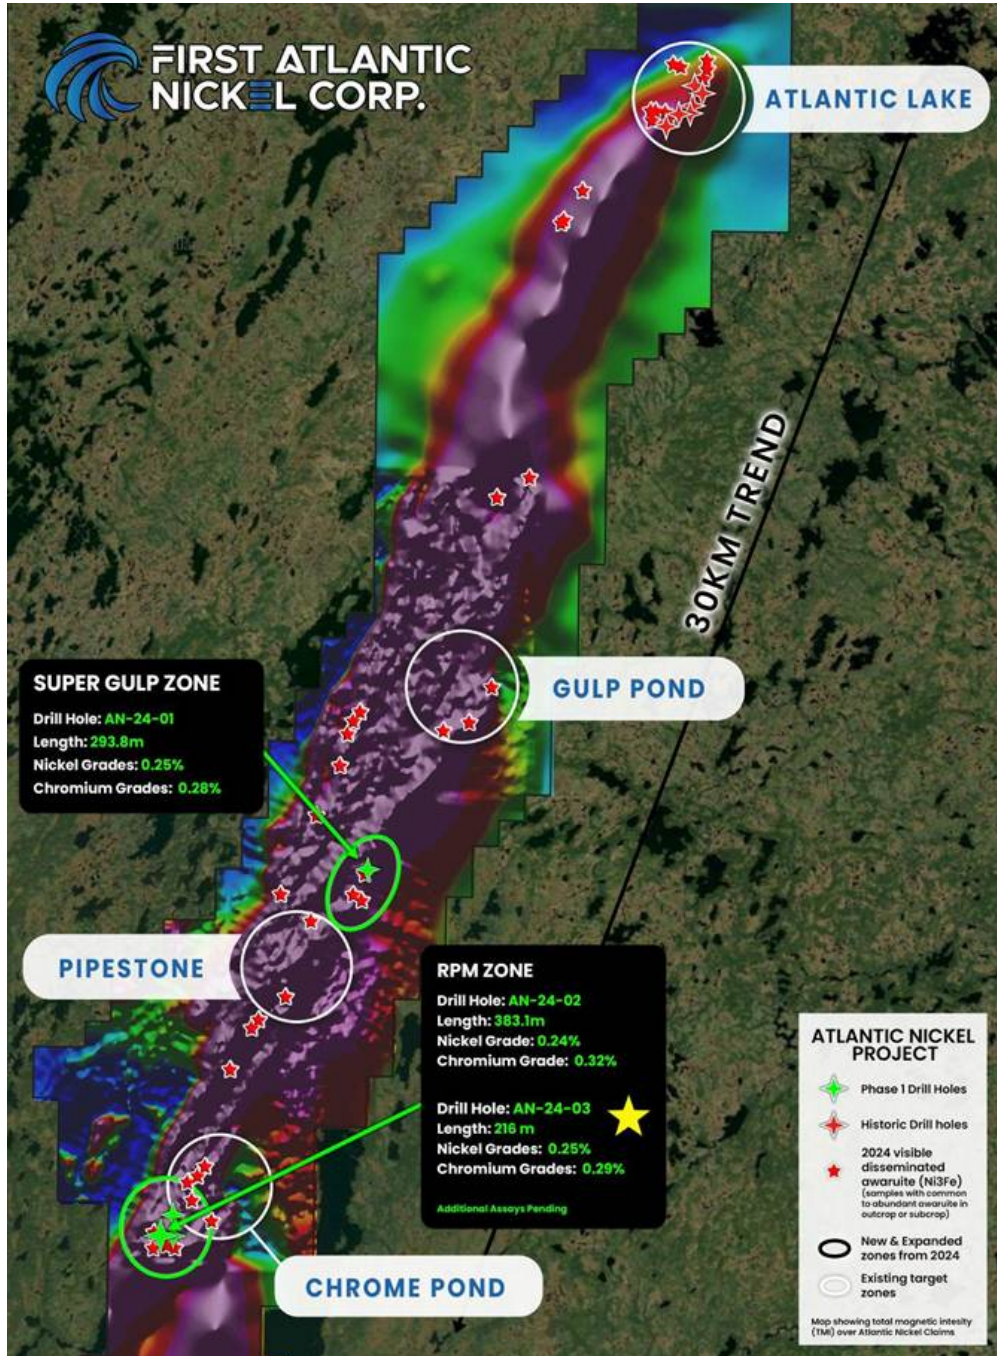 FIRST ATLANTIC
NICKEL CORP.
ATLANTIC LAKE
30KM TREND
GULP POND
SUPER GULP ZONE
Drill Hole: AN-24-01
Length: 293.8m
Nickel Grades: 0.25%
Chromium Grades: 0.28%
PIPESTONE
RPM ZONE
Drill Hole: AN-24-02
Length: 383.1m
Nickel Grade: 0.24%
Chromium Grade: 0.32%
Drill Hole: AN-24-03
Length: 216 m
Nickel Grades: 0.25%
Chromium Grades: 0.29%
Additional Assays Pending
CHROME POND
ATLANTIC NICKEL
PROJECT
Phase 1 Drill Holes
Historic Drill holes
2024 visible
disseminated
awaruite (Ni3Fe)
(samples with common
to abundant awaruite in
outcrop or subcrop)
New & Expanded
zones from 2024
Existing target
zones
Map showing total magnetic intesity
(TMI) over Atlantic Nickel Claims